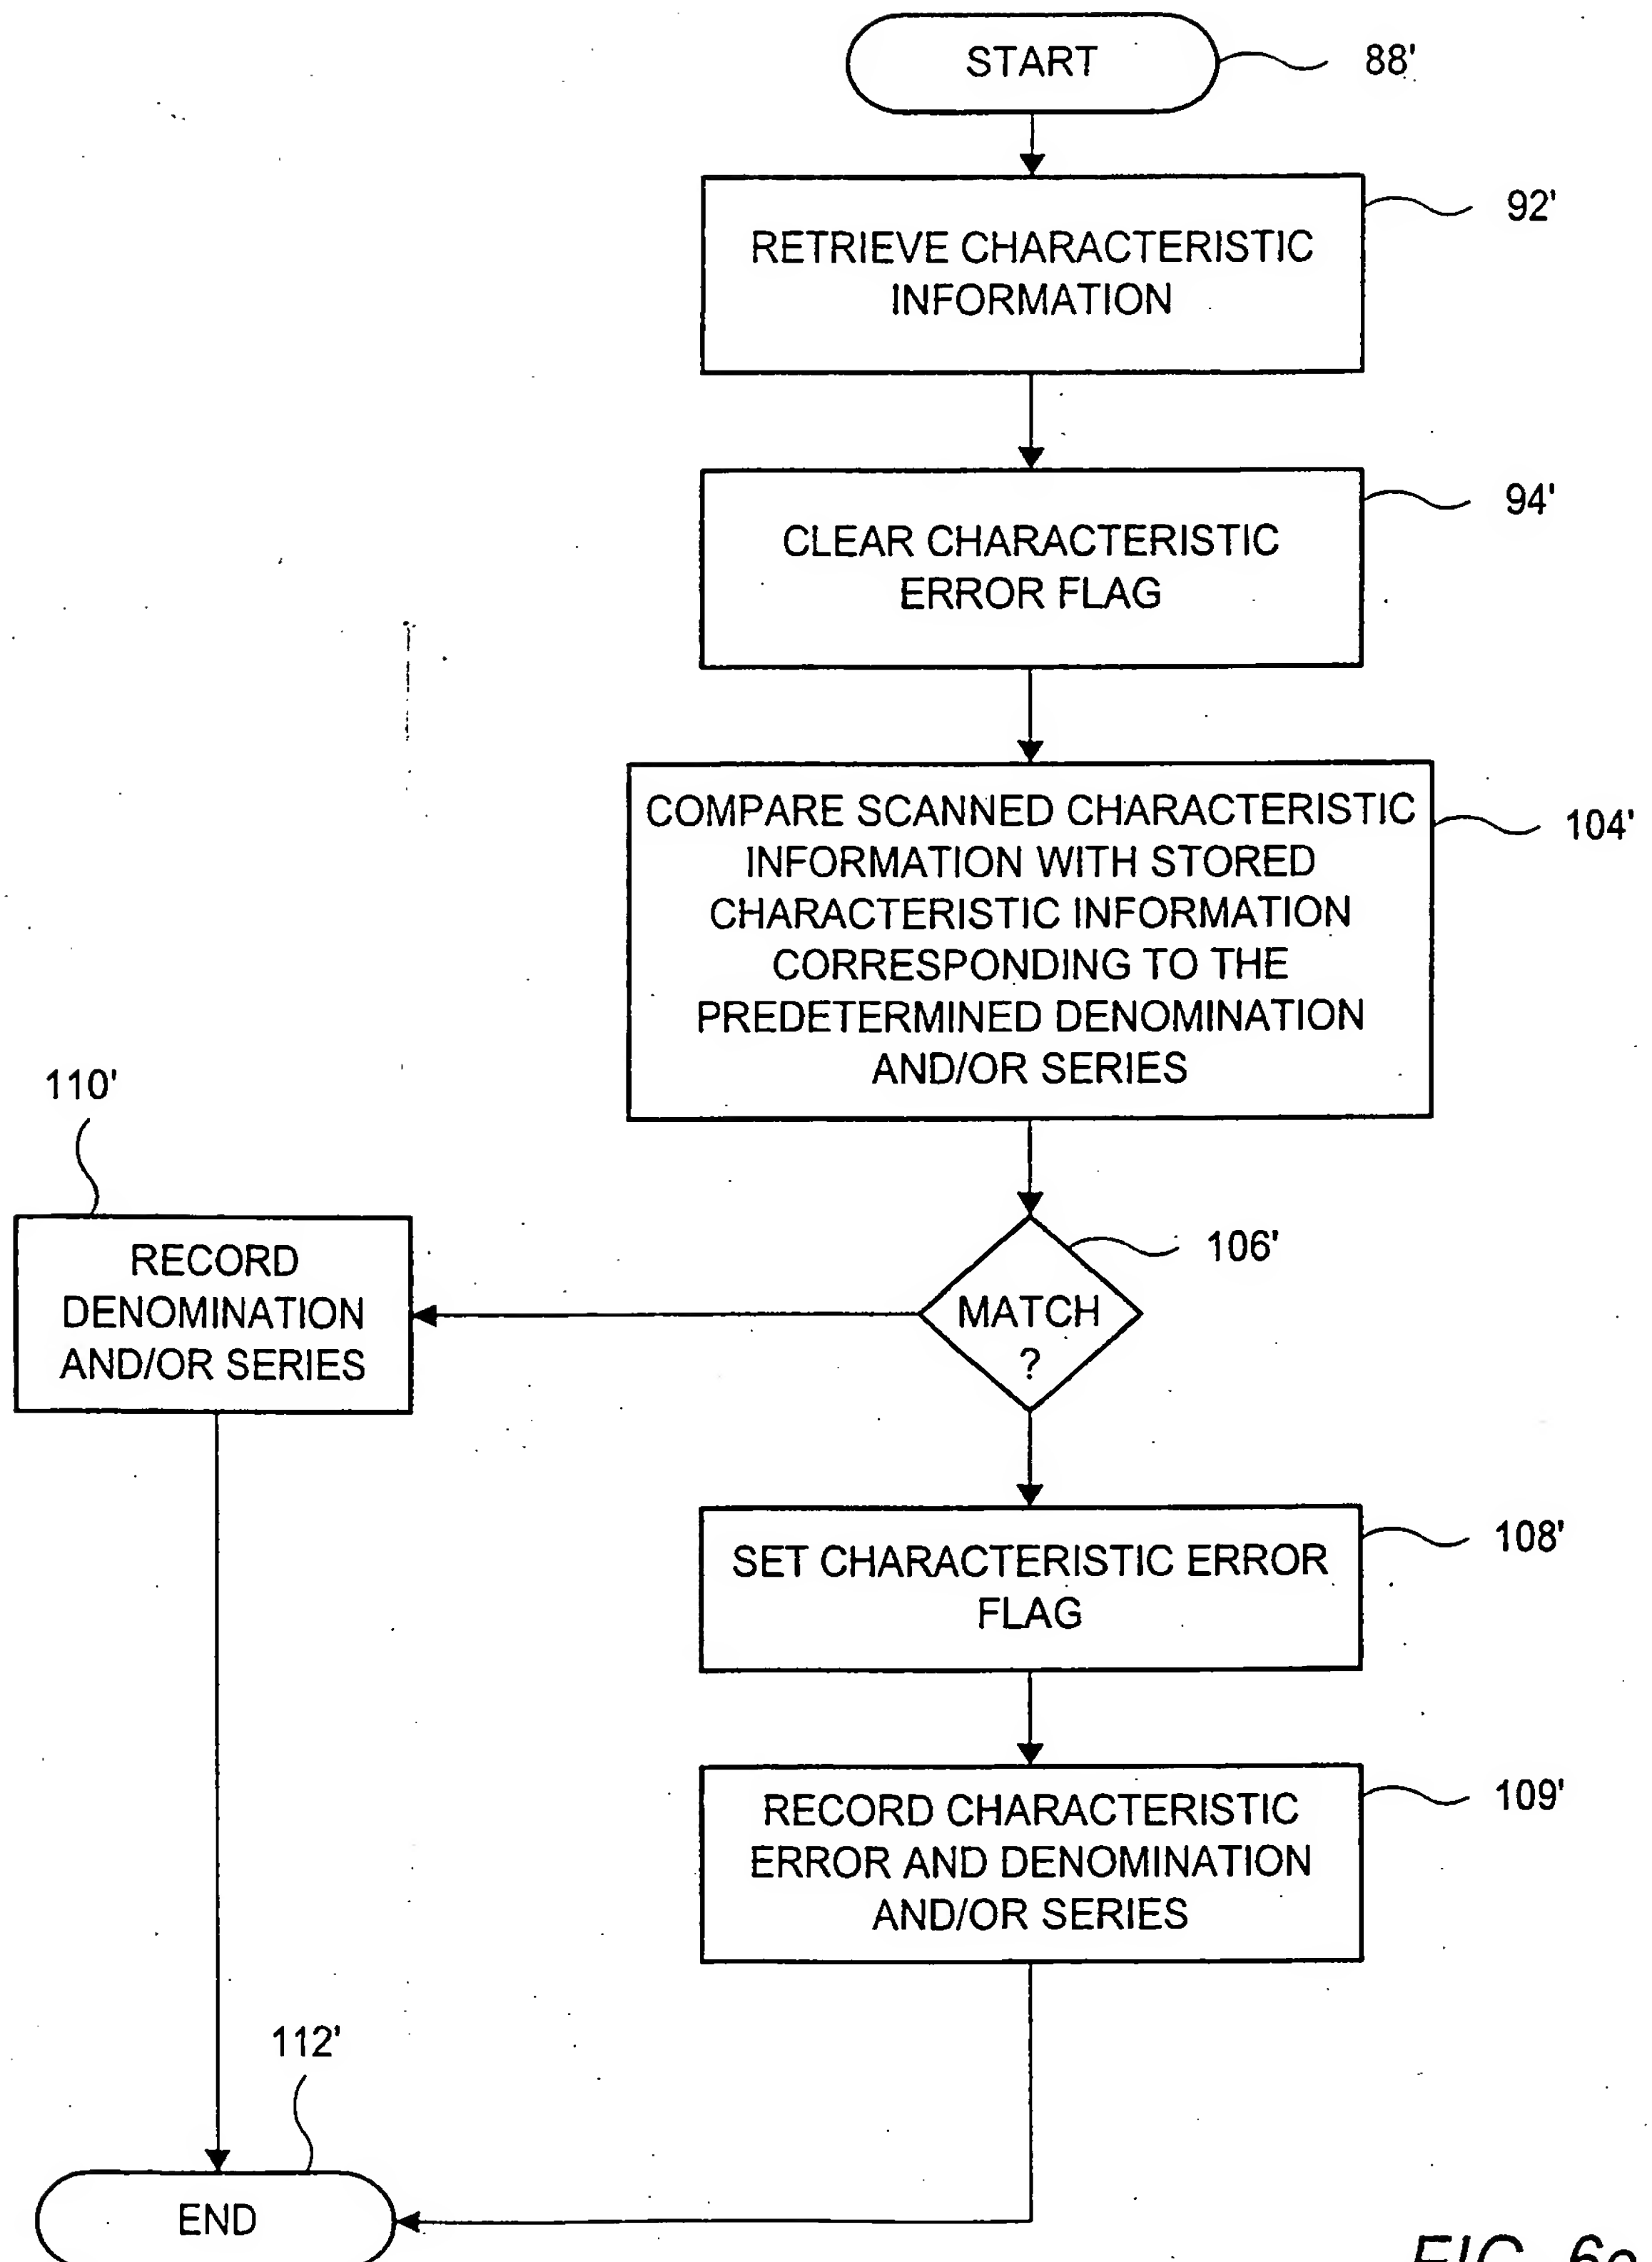 START
88'
92'
RETRIEVE CHARACTERISTIC
INFORMATION
94'
CLEAR CHARACTERISTIC
ERROR FLAG
COMPARE SCANNED CHARACTERISTIC
INFORMATION WITH STORED
CHARACTERISTIC INFORMATION
CORRESPONDING TO THE
PREDETERMINED DENOMINATION
AND/OR SERIES
104'
110'
RECORD
DENOMINATION
AND/OR SERIES
106'
MATCH
?
SET CHARACTERISTIC ERROR
FLAG
108'
RECORD CHARACTERISTIC
ERROR AND DENOMINATION
AND/OR SERIES
109'
112'
END
FIG.